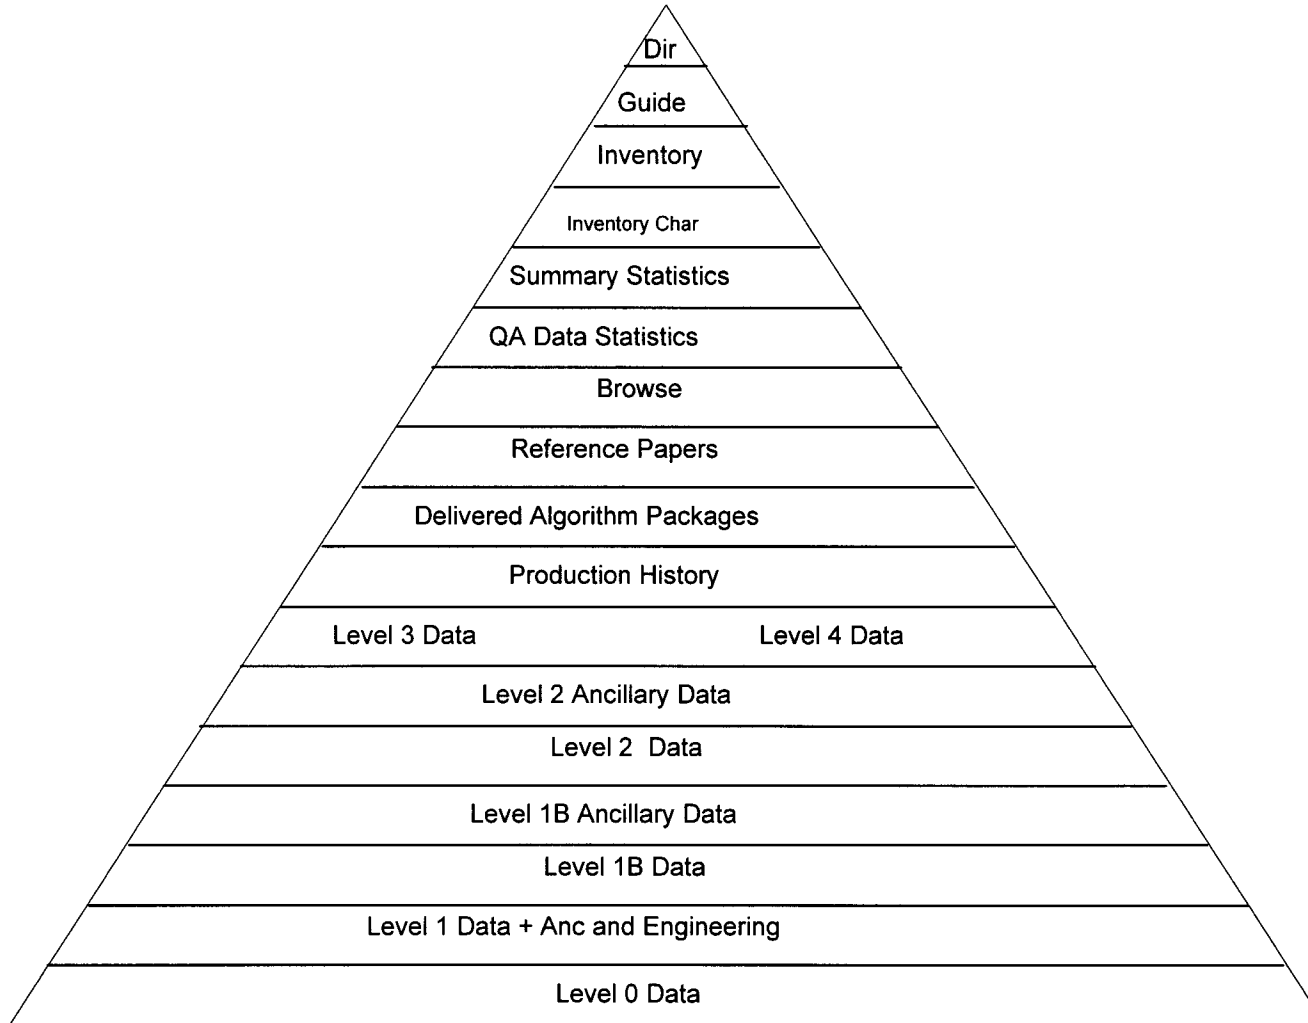 Dir
Guide
Inventory
Inventory Char
Summary Statistics
QA Data Statistics
Browse
Reference Papers
Delivered Algorithm Packages
Production History
Level 3 Data Level 4 Data
Level 2 Ancillary Data
Level 2 Data
Level 1B Ancillary Data
Level 1B Data
Level 1 Data + Anc and Engineering
Level 0 Data